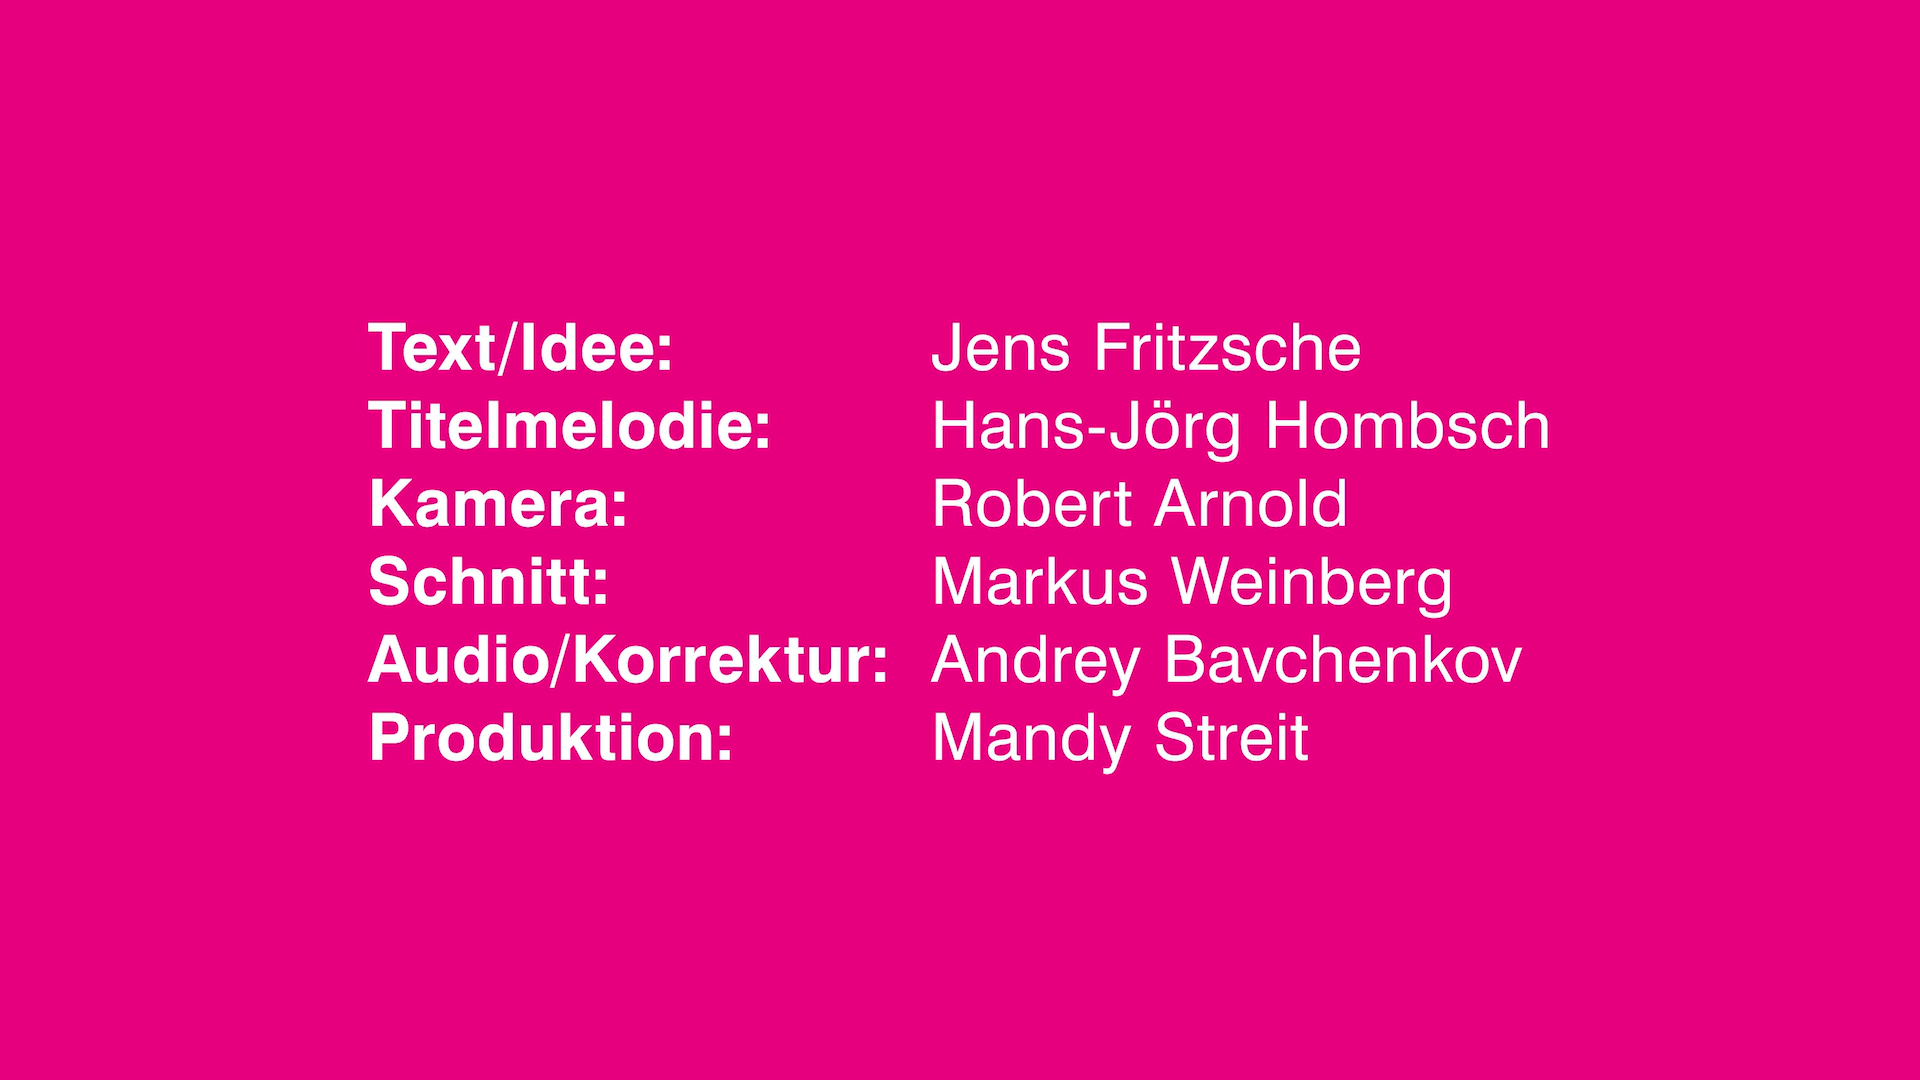 Text/Idee: Jens Fritzsche
Titelmelodie: Hans-Jörg Hombsch
Kamera: Robert Arnold
Schnitt: Markus Weinberg
Audio/Korrektur: Andrey Bavchenkov
Produktion: Mandy Streit